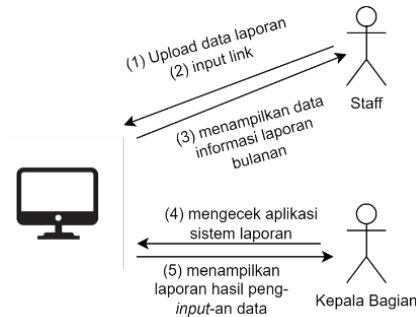 (1) Upload data laporan
(2) input link
Staff
(3) menampilkan data
informasi laporan
bulanan
(4) mengecek aplikasi
sistem laporan
(5) menampilkan
laporan hasil peng-
input-an data
Kepala Bagian